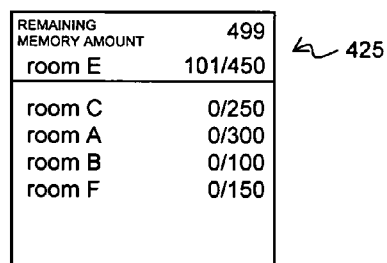 REMAINING
MEMORY AMOUNT 499
room E 101/450
425
room C 0/250
room A 0/300
room B 0/100
room F 0/150